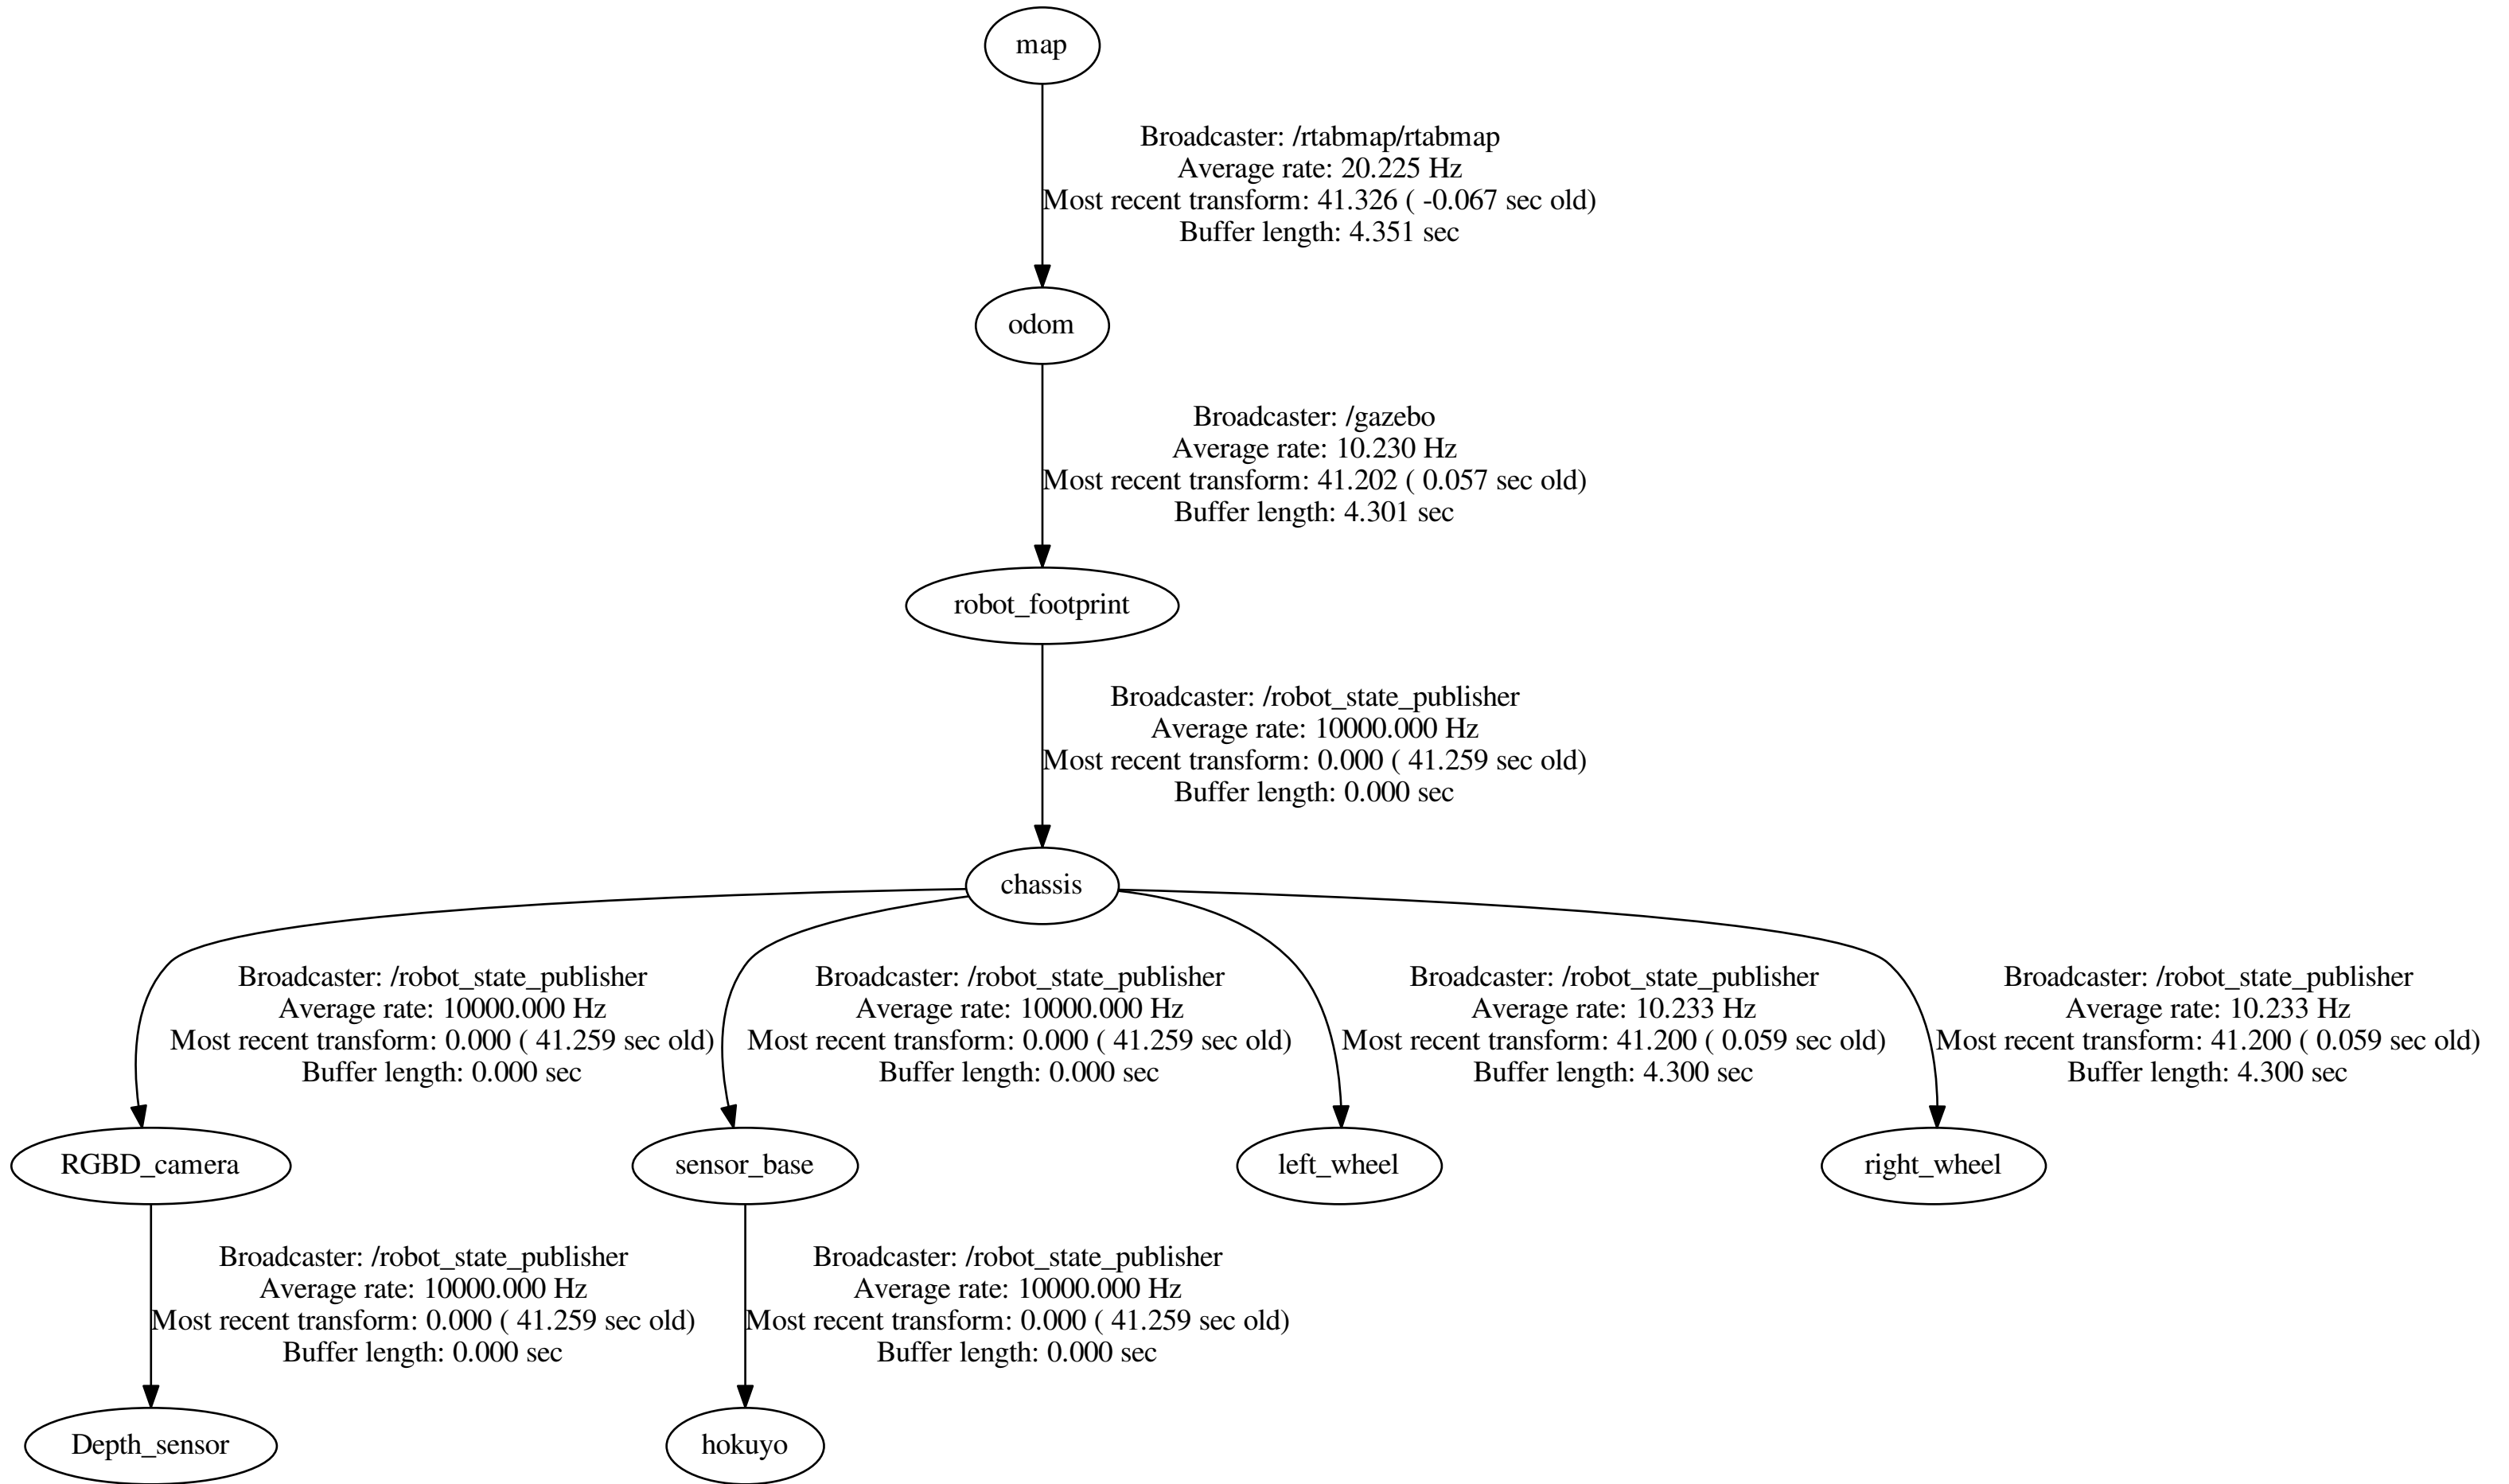 map
Broadcaster: /rtabmap/rtabmap
Average rate: 20.225 Hz
Most recent transform: 41.326 ( -0.067 sec old)
Buffer length: 4.351 sec
odom
Broadcaster: /gazebo
Average rate: 10.230 Hz
Most recent transform: 41.202 ( 0.057 sec old)
Buffer length: 4.301 sec
robot_footprint
Broadcaster: /robot_state_publisher
Average rate: 10000.000 Hz
Most recent transform: 0.000 ( 41.259 sec old)
Buffer length: 0.000 sec
chassis
Broadcaster: /robot_state_publisher
Average rate: 10000.000 Hz
Most recent transform: 0.000 ( 41.259 sec old)
Buffer length: 0.000 sec
Broadcaster: /robot_state_publisher
Average rate: 10000.000 Hz
Most recent transform: 0.000 ( 41.259 sec old)
Buffer length: 0.000 sec
Broadcaster: /robot_state_publisher
Average rate: 10.233 Hz
Most recent transform: 41.200 ( 0.059 sec old)
Buffer length: 4.300 sec
Broadcaster: /robot_state_publisher
Average rate: 10.233 Hz
Most recent transform: 41.200 ( 0.059 sec old)
Buffer length: 4.300 sec
RGBD_camera
sensor_base
left_wheel
right_wheel
Broadcaster: /robot_state_publisher
Average rate: 10000.000 Hz
Most recent transform: 0.000 ( 41.259 sec old)
Buffer length: 0.000 sec
Broadcaster: /robot_state_publisher
Average rate: 10000.000 Hz
Most recent transform: 0.000 ( 41.259 sec old)
Buffer length: 0.000 sec
Depth_sensor
hokuyo